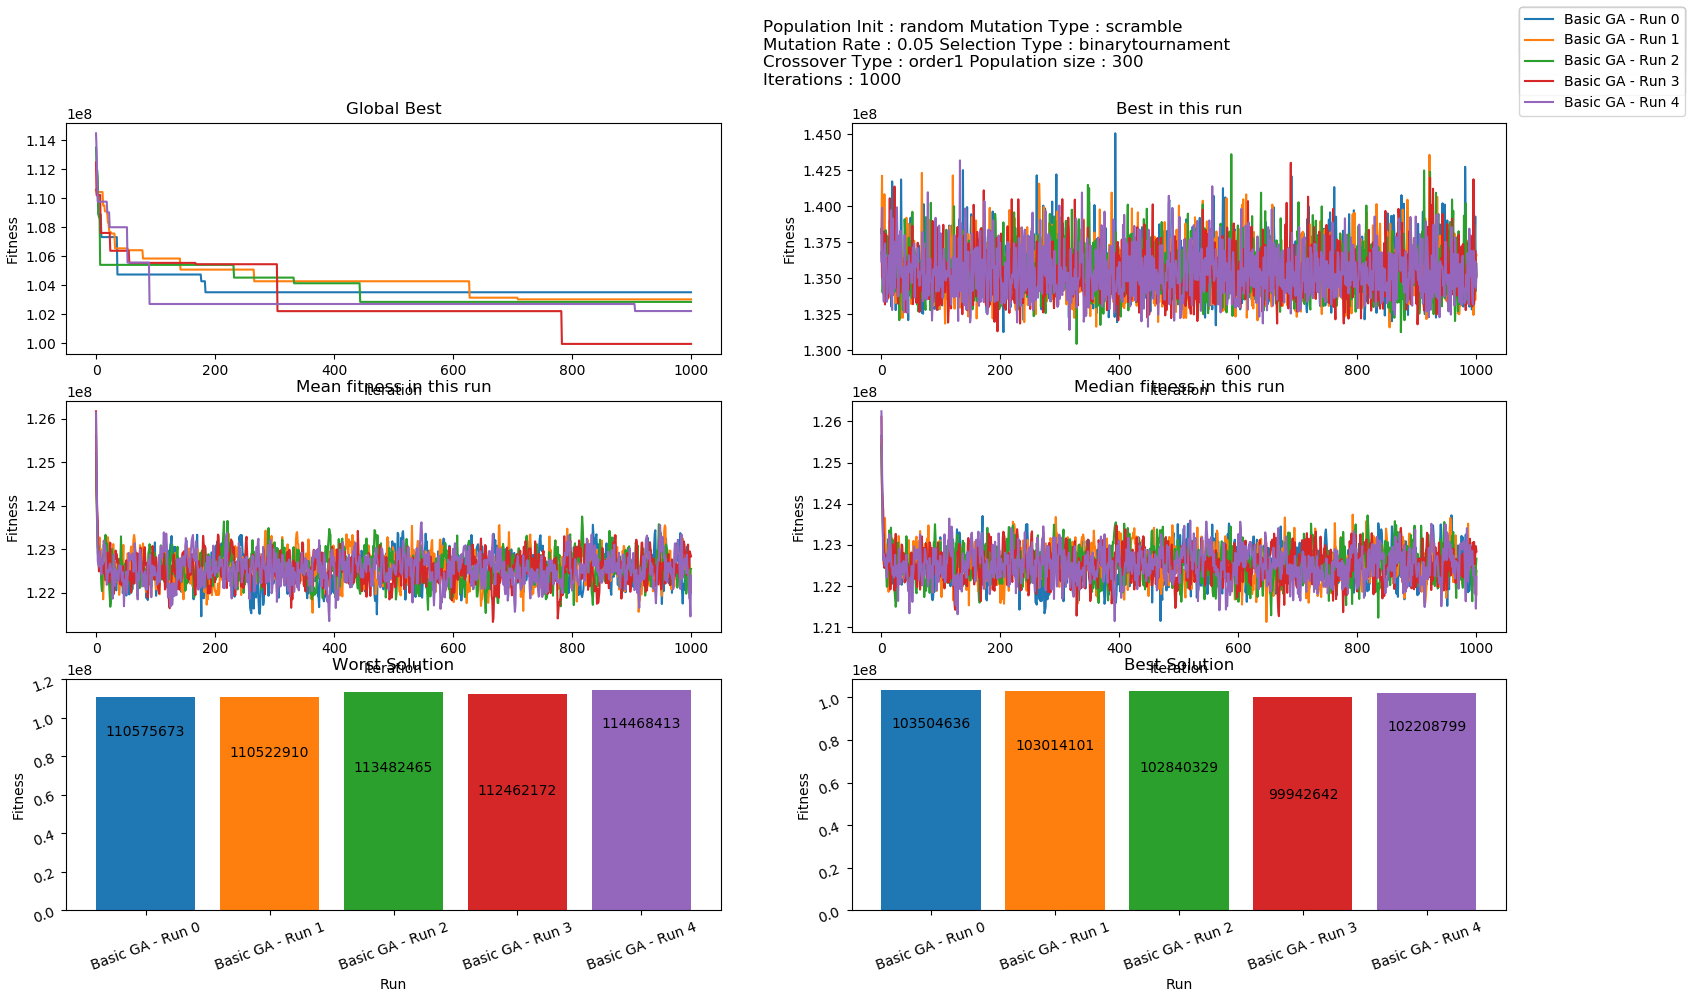 Population Init : random Mutation Type : scramble
Mutation Rate : 0.05 Selection Type : binarytournament
Crossover Type : order1 Population size : 300
Iterations : 1000
Basic GA - Run 0
Basic GA - Run 1
Basic GA - Run 2
Basic GA - Run 3
Basic GA - Run 4
Global Best
1e8
1.14
1.12
1.10
1.08
1.06
1.04
1.02
1.00
Fitness
0 200 400 600 800 1000
Iteration
Best in this run
1e8
1.450
1.425
1.400
1.375
1.350
1.325
1.300
Fitness
0 200 400 600 800 1000
Iteration
Mean fitness in this run
1e8
1.26
1.25
1.24
1.23
1.22
Fitness
0 200 400 600 800 1000
Iteration
Median fitness in this run
1e8
1.26
1.25
1.24
1.23
1.22
1.21
Fitness
0 200 400 600 800 1000
Iteration
Worst Solution
1e8
1.2
1.0
0.8
0.6
0.4
0.2
0.0
Fitness
110575673
110522910
113482465
112462172
114468413
Basic GA - Run 0 Basic GA - Run 1 Basic GA - Run 2 Basic GA - Run 3 Basic GA - Run 4
Run
Best Solution
1e8
1.0
0.8
0.6
0.4
0.2
0.0
Fitness
103504636
103014101
102840329
99942642
102208799
Basic GA - Run 0 Basic GA - Run 1 Basic GA - Run 2 Basic GA - Run 3 Basic GA - Run 4
Run